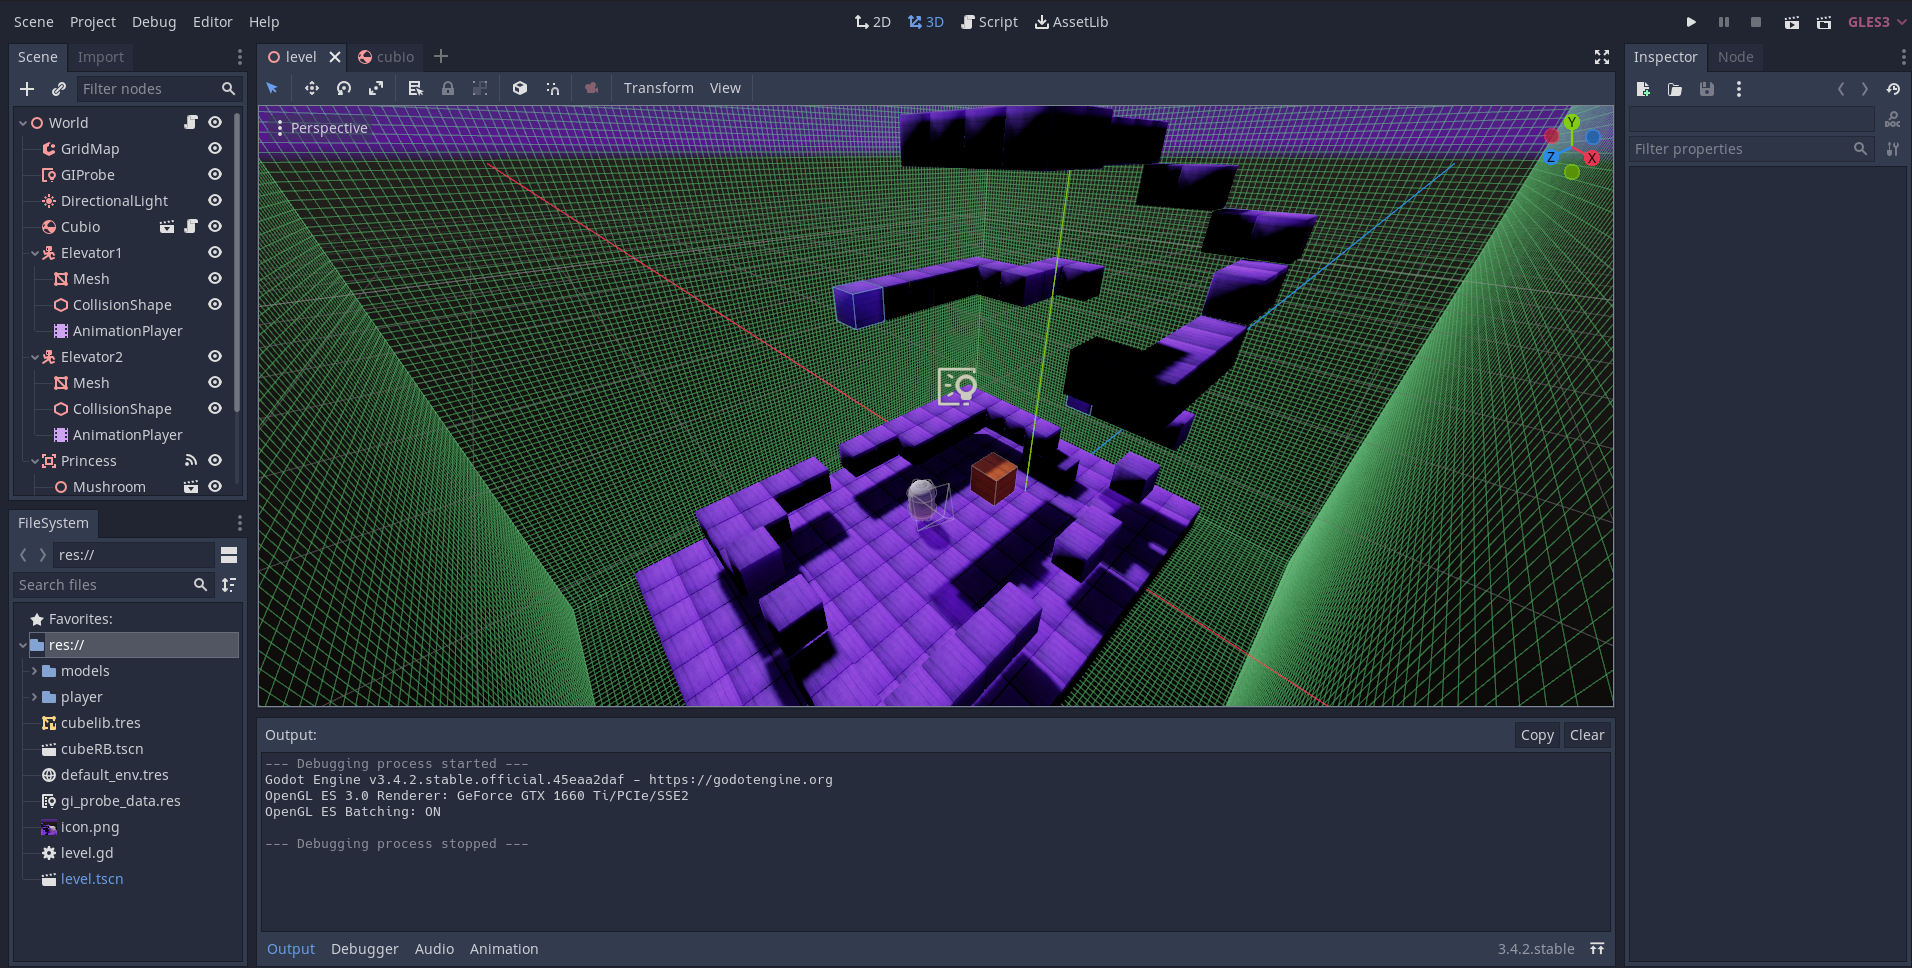 Scene Project Debug Editor Help
2D 3D Script AssetLib
GLES3
Scene Import
Filter nodes
World
GridMap
GIProbe
DirectionalLight
Cubio
Elevator1
Mesh
CollisionShape
AnimationPlayer
Elevator2
Mesh
CollisionShape
AnimationPlayer
Princess
Mushroom
FileSystem
res://
Search files
Favorites:
res://
models
player
cubelib.tres
cubeRB.tscn
default_env.tres
gi_probe_data.res
icon.png
level.gd
level.tscn
level cubio
Transform View
Perspective
Y
Z X
Output:
Copy Clear
--- Debugging process started ---
Godot Engine v3.4.2.stable.official.45eaa2daf - https://godotengine.org
OpenGL ES 3.0 Renderer: GeForce GTX 1660 Ti/PCIe/SSE2
OpenGL ES Batching: ON
--- Debugging process stopped ---
Output Debugger Audio Animation
3.4.2.stable
Inspector Node
DOC
Filter properties